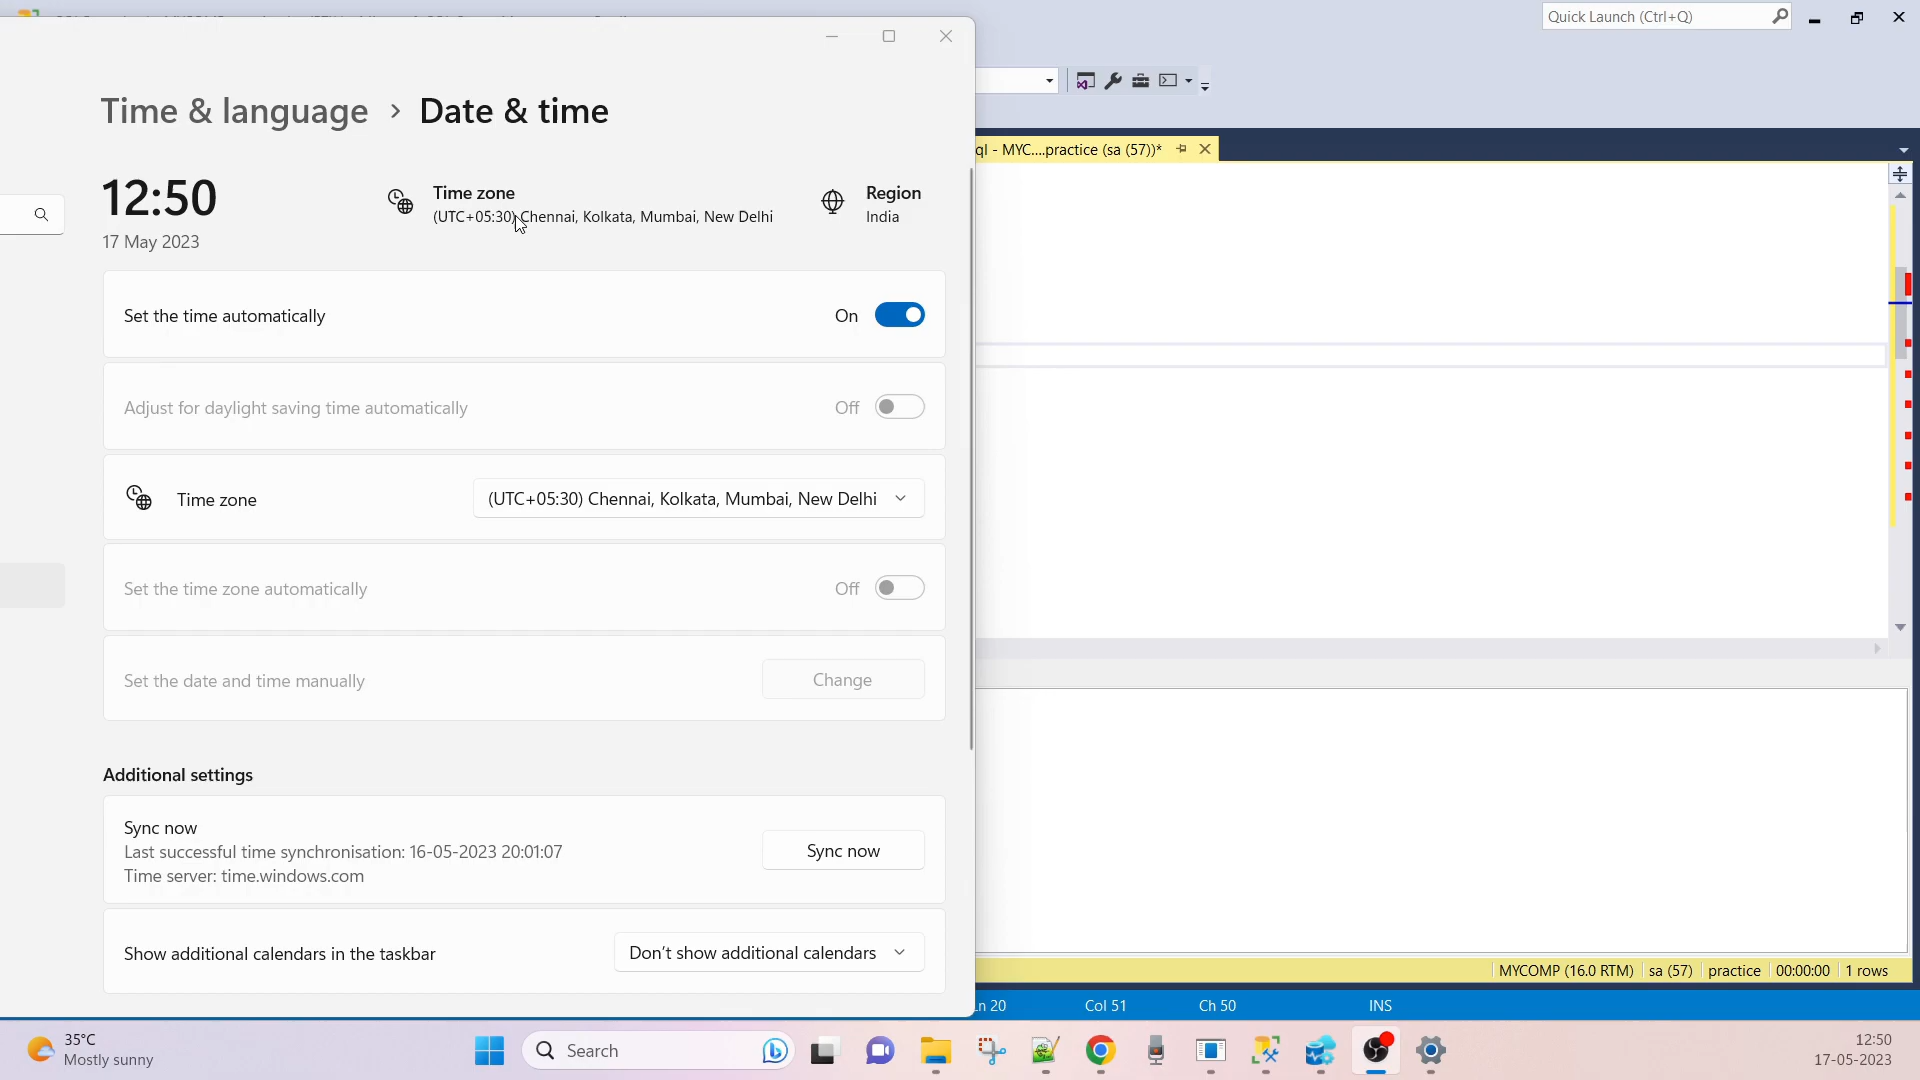 Quick Launch (Ctrl+Q)
Time & language > Date & time
ql - MYC....practice (sa (57))*
12:50
17 May 2023
Time zone
(UTC+05:30) Chennai, Kolkata, Mumbai, New Delhi
Region
India
Set the time automatically
On
Adjust for daylight saving time automatically
Off
Time zone
(UTC+05:30) Chennai, Kolkata, Mumbai, New Delhi
Set the time zone automatically
Off
Set the date and time manually
Change
Additional settings
Sync now
Last successful time synchronisation: 16-05-2023 20:01:07
Time server: time.windows.com
Sync now
Show additional calendars in the taskbar
Don't show additional calendars
MYCOMP (16.0 RTM)
sa (57)
practice
00:00:00
1 rows
Ln 20
Col 51
Ch 50
INS
35°C
Mostly sunny
Search
12:50
17-05-2023